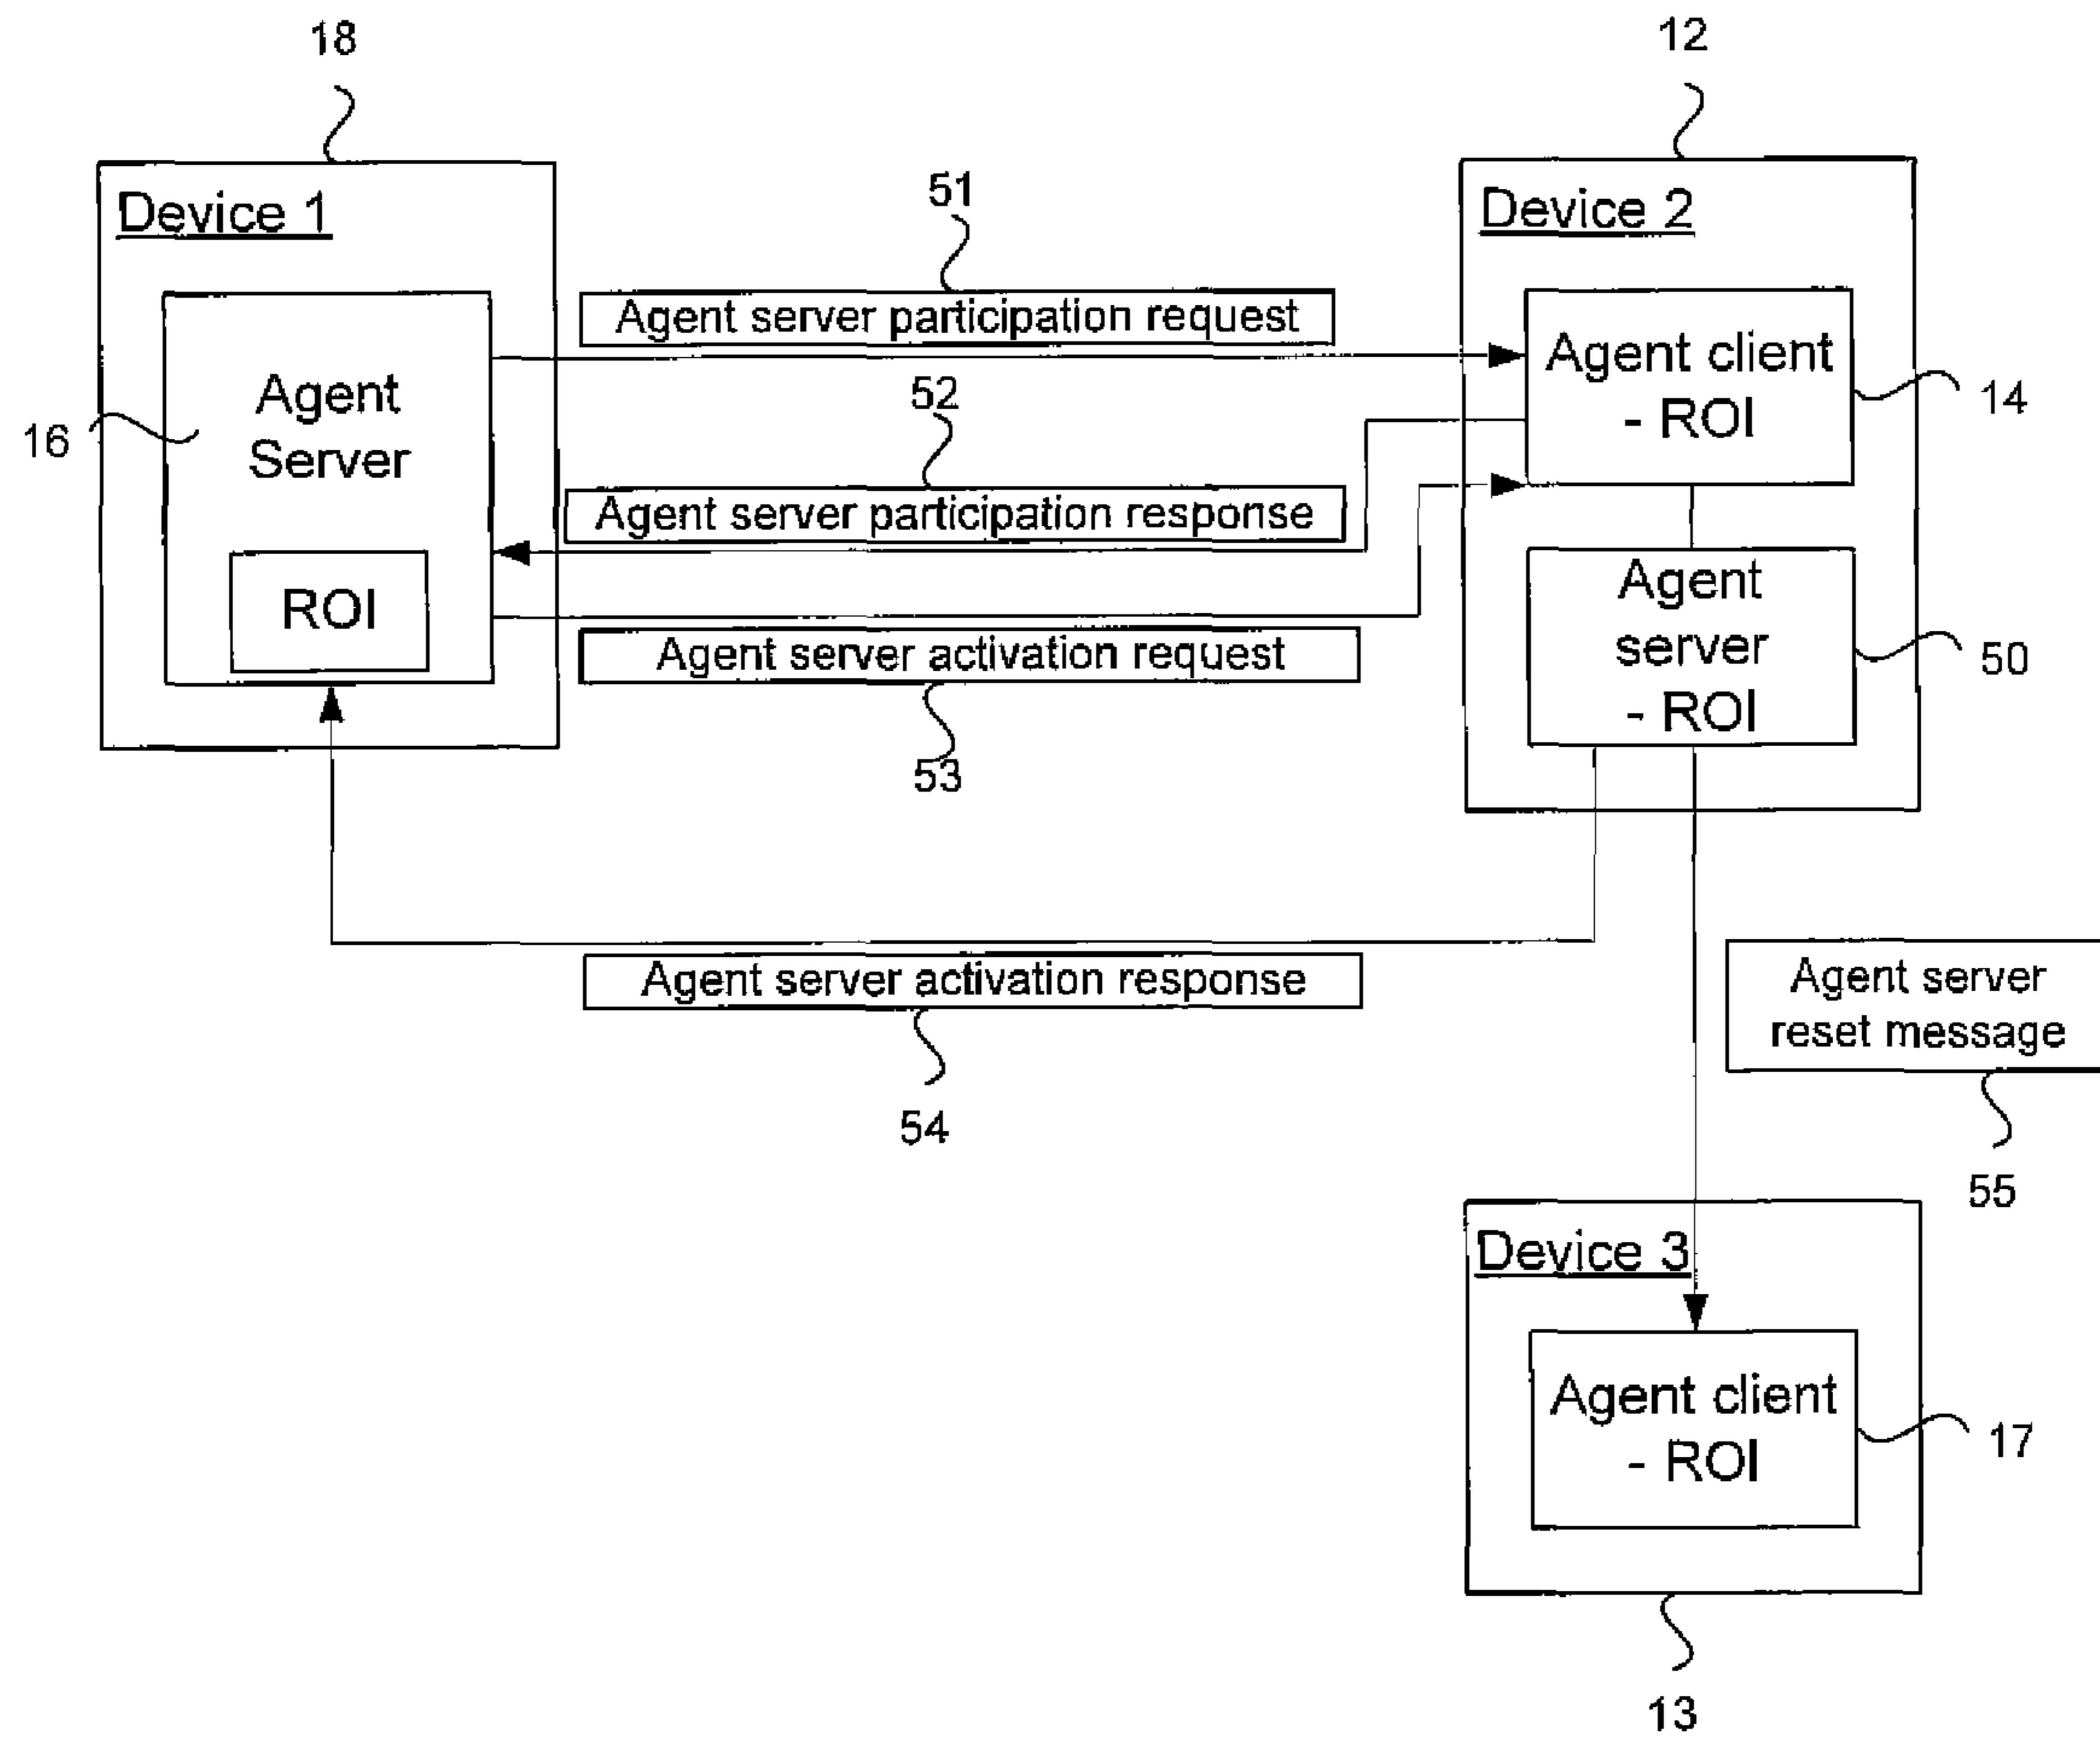 18
12
Device 1
51
Device 2
Agent server participation request
Agent client
- ROI
14
52
16
Agent
Server
Agent server participation response
ROI
Agent
server
- ROI
50
Agent server activation request
53
Agent server activation response
54
Agent server
reset message
55
Device 3
Agent client
- ROI
17
13